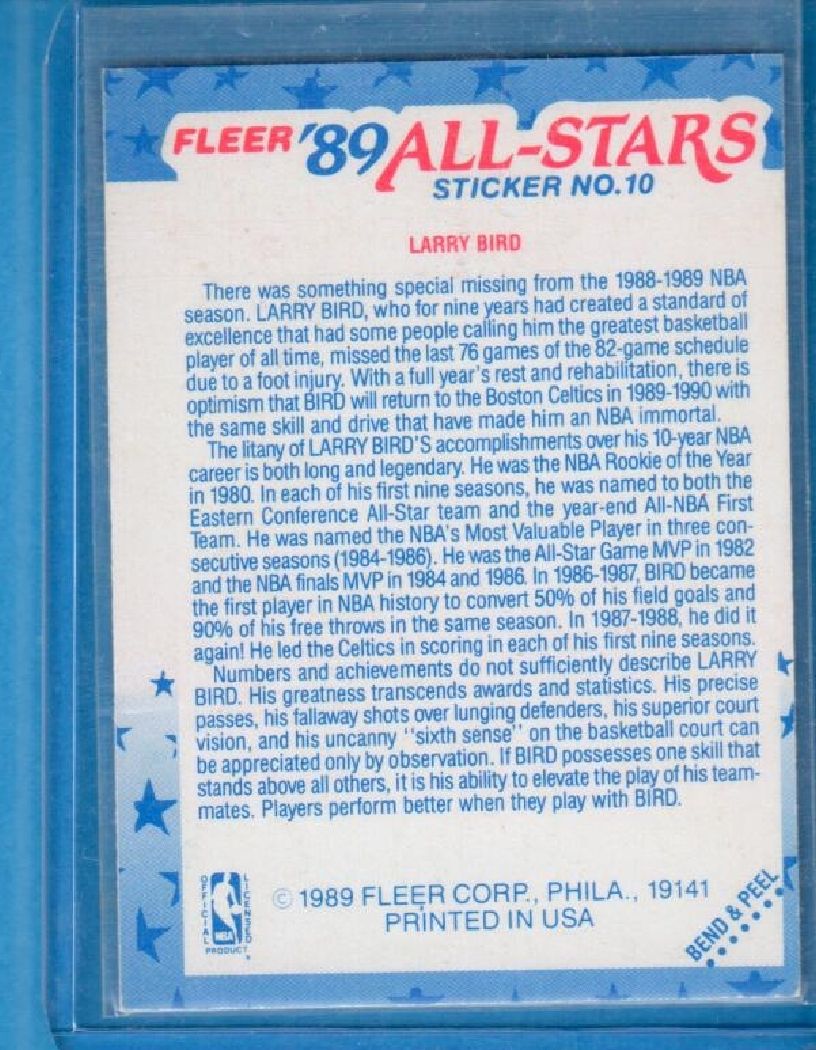 FLEER '89 ALL-STARS
STICKER NO.10
LARRY BIRD
There was something special missing from the 1988-1989 NBA
season. LARRY BIRD, who for nine years had created a standard of
excellence that had some people calling him the greatest basketball
player of all time, missed the last 76 games of the 82-game schedule
due to a foot injury. With a full year's rest and rehabilitation, there is
optimism that BIRD will return to the Boston Celtics in 1989-1990 with
the same skill and drive that have made him an NBA immortal.
The litany of LARRY BIRD'S accomplishments over his 10-year NBA
career is both long and legendary. He was the NBA Rookie of the Year
in 1980. In each of his first nine seasons, he was named to both the
Eastern Conference All-Star team and the year-end All-NBA First
Team. He was named the NBA's Most Valuable Player in three con-
secutive seasons (1984-1986). He was the All-Star Game MVP in 1982
and the NBA finals MVP in 1984 and 1986. In 1986-1987, BIRD became
the first player in NBA history to convert 50% of his field goals and
90% of his free throws in the same season. In 1987-1988, he did it
again! He led the Celtics in scoring in each of his first nine seasons.
Numbers and achievements do not sufficiently describe LARRY
BIRD. His greatness transcends awards and statistics. His precise
passes, his fallaway shots over lunging defenders, his superior court
vision, and his uncanny "sixth sense" on the basketball court can
be appreciated only by observation. If BIRD possesses one skill that
stands above all others, it is his ability to elevate the play of his team-
mates. Players perform better when they play with BIRD.
OFFICIAL
LICENSED
NBA
PRODUCT
© 1989 FLEER CORP., PHILA., 19141
PRINTED IN USA
BEND & PEEL